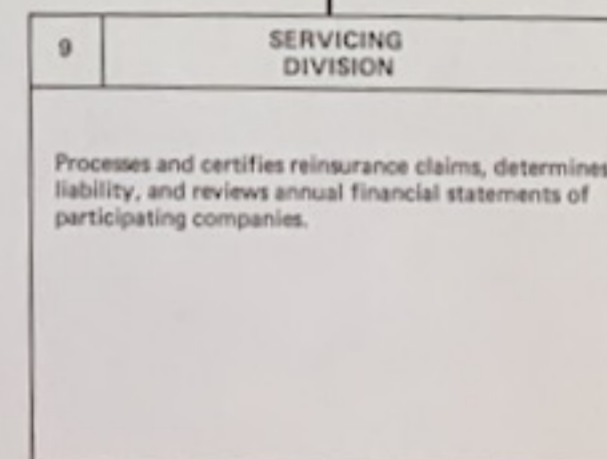 9
SERVICING
DIVISION
Processes and certifies reinsurance claims, determines
liability, and reviews annual financial statements of
participating companies.